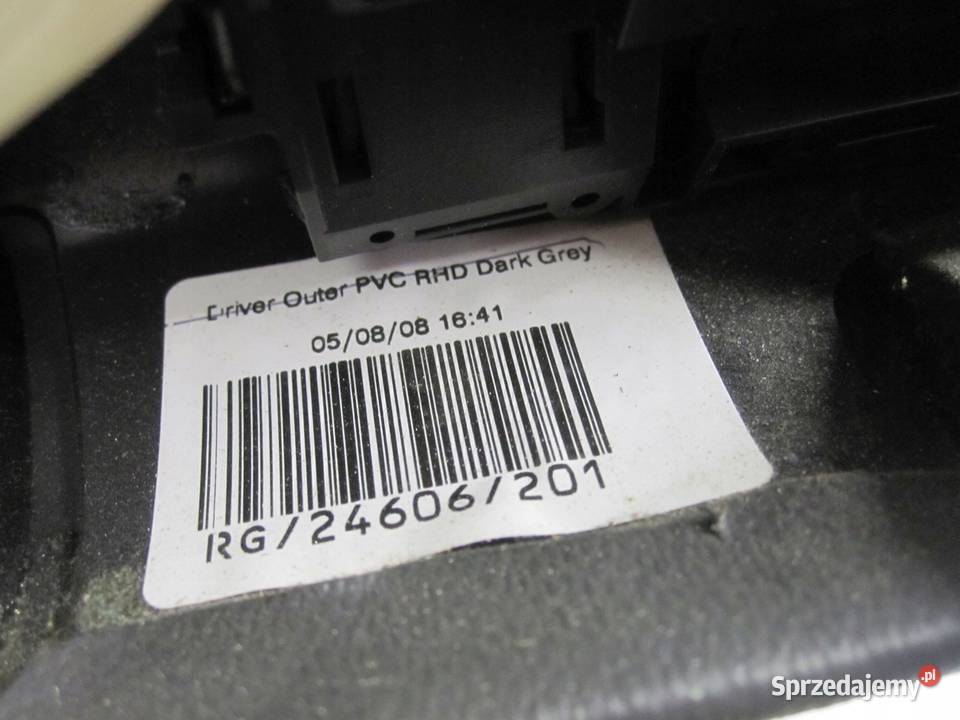 Driver Outer PVC RHD Dark Grey
05/08/08 16:41
RG/24606/201
Sprzedajemy.pl